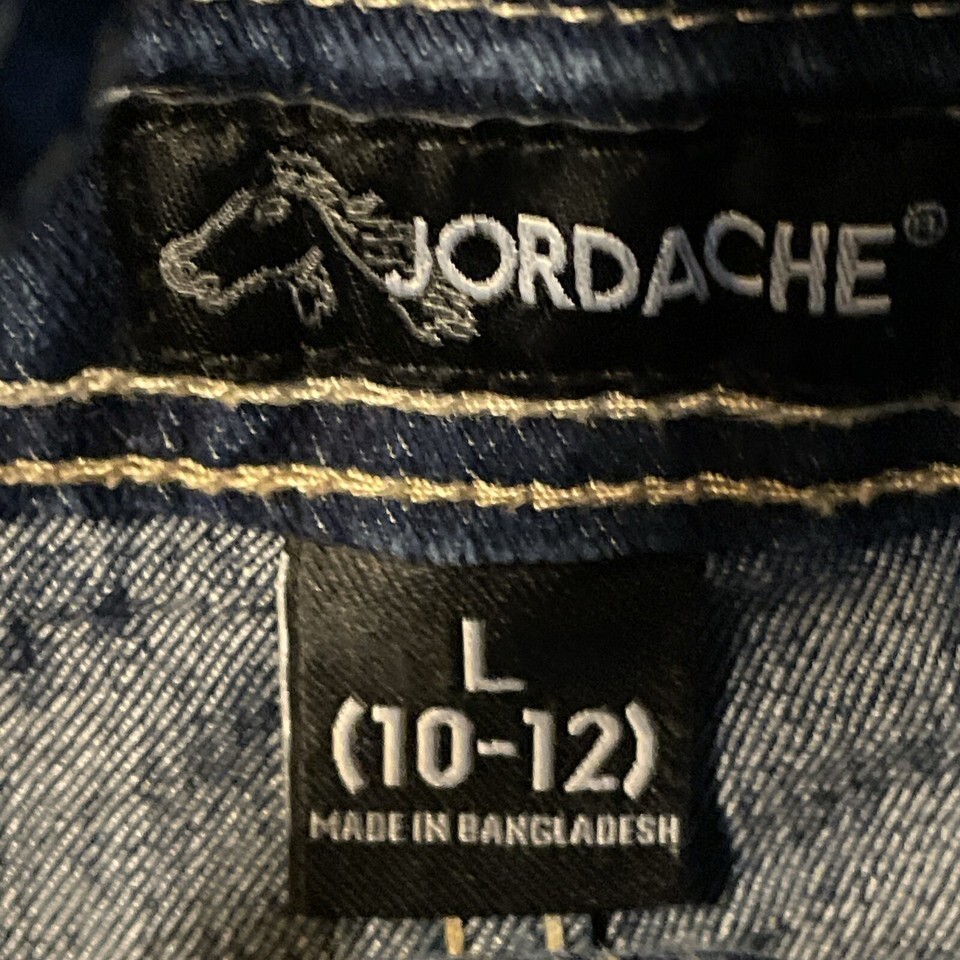 JORDACHE®
L
(10-12)
MADE IN BANGLADESH